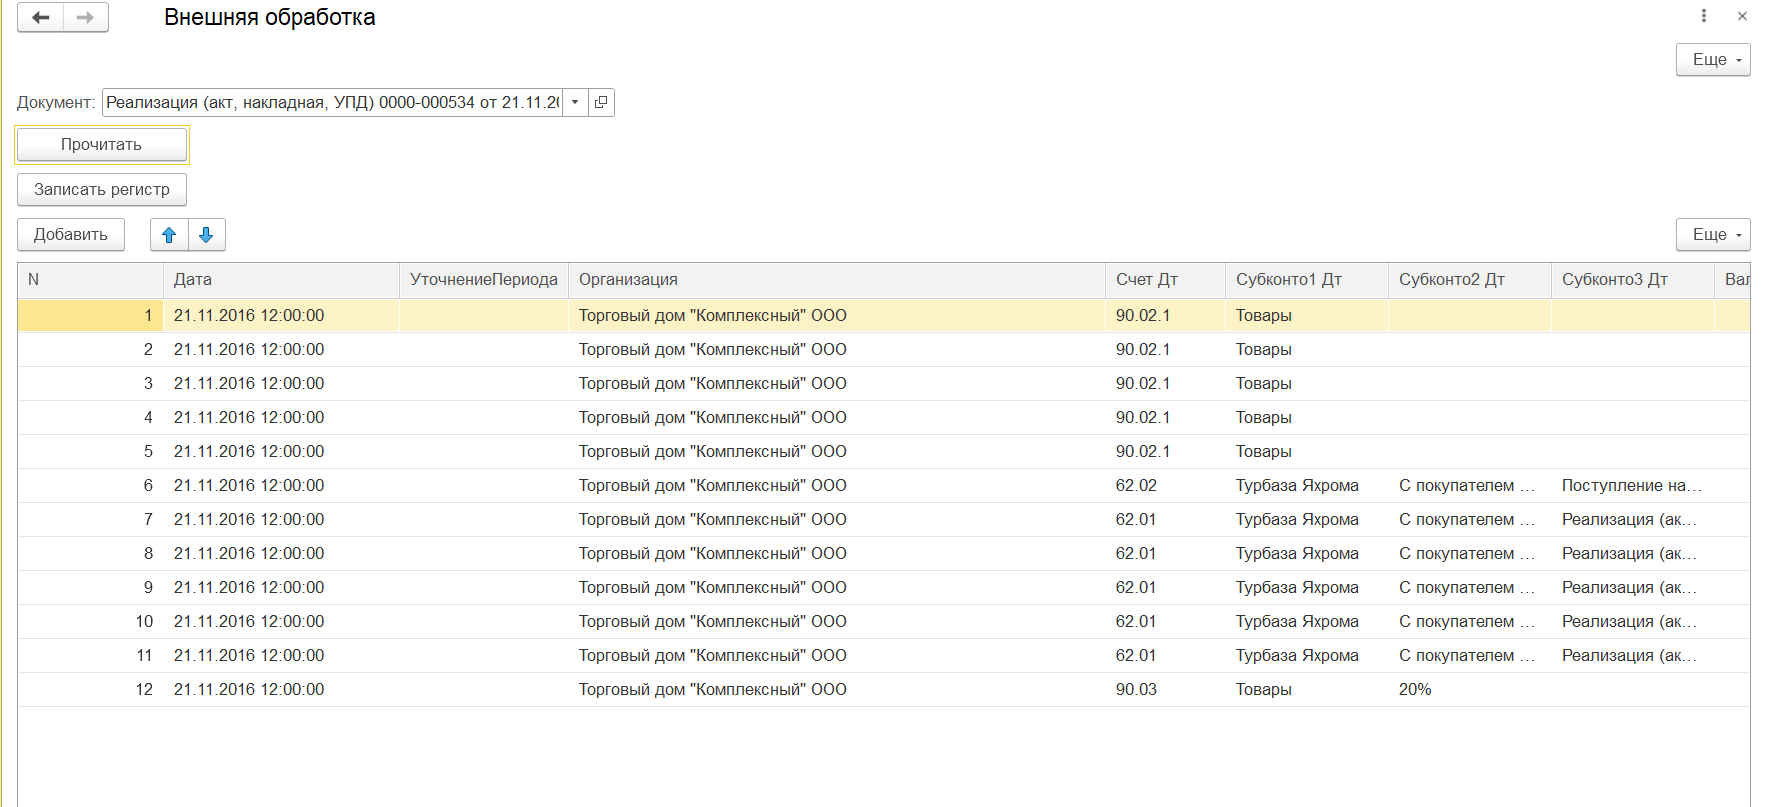 Внешняя обработка
Еще
Документ: Реализация (акт, накладная, УПД) 0000-000534 от 21.11.2
Прочитать
Записать регистр
Добавить Еще
N Дата УточнениеПериода Организация Счет Дт Субконто1 Дт Субконто2 Дт Субконто3 Дт Вал
1 21.11.2016 12:00:00 Торговый дом "Комплексный" ООО 90.02.1 Товары
2 21.11.2016 12:00:00 Торговый дом "Комплексный" ООО 90.02.1 Товары
3 21.11.2016 12:00:00 Торговый дом "Комплексный" ООО 90.02.1 Товары
4 21.11.2016 12:00:00 Торговый дом "Комплексный" ООО 90.02.1 Товары
5 21.11.2016 12:00:00 Торговый дом "Комплексный" ООО 90.02.1 Товары
6 21.11.2016 12:00:00 Торговый дом "Комплексный" ООО 62.02 Турбаза Яхрома С покупателем ... Поступление на...
7 21.11.2016 12:00:00 Торговый дом "Комплексный" ООО 62.01 Турбаза Яхрома С покупателем ... Реализация (ак...
8 21.11.2016 12:00:00 Торговый дом "Комплексный" ООО 62.01 Турбаза Яхрома С покупателем ... Реализация (ак...
9 21.11.2016 12:00:00 Торговый дом "Комплексный" ООО 62.01 Турбаза Яхрома С покупателем ... Реализация (ак...
10 21.11.2016 12:00:00 Торговый дом "Комплексный" ООО 62.01 Турбаза Яхрома С покупателем ... Реализация (ак...
11 21.11.2016 12:00:00 Торговый дом "Комплексный" ООО 62.01 Турбаза Яхрома С покупателем ... Реализация (ак...
12 21.11.2016 12:00:00 Торговый дом "Комплексный" ООО 90.03 Товары 20%